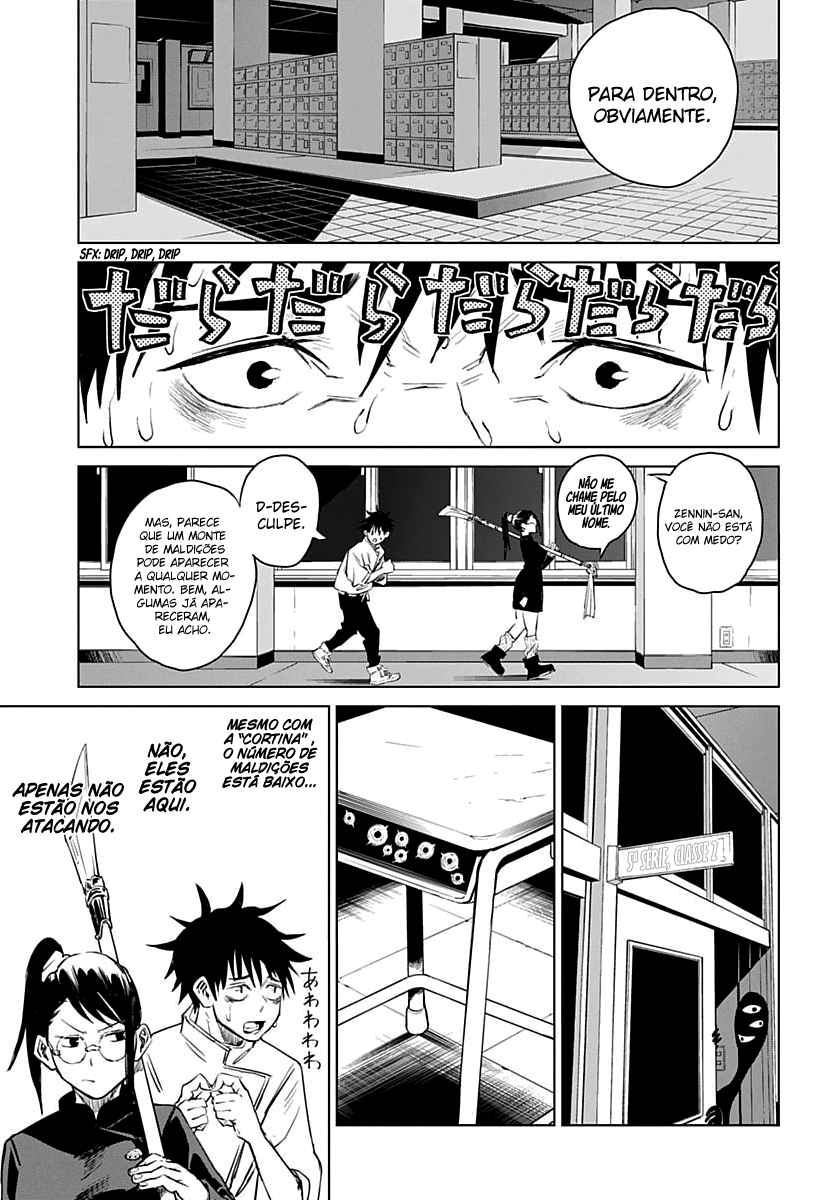 PARA DENTRO,
OBVIAMENTE.
SFX: DRIP, DRIP, DRIP
だらだらだらだらだ
ZENNIN-SAN,
VOCÊ NÃO ESTÁ
COM MEDO?
NÃO ME
CHAME PELO
MEU ÚLTIMO
NOME.
D-DES-
CULPE.
MAS, PARECE
QUE UM MONTE
DE MALDIÇÕES
PODE APARECER
A QUALQUER MO-
MENTO. BEM, AL-
GUMAS JÁ APA-
RECERAM,
EU ACHO.
5ª SÉRIE, CLASSE 2
MESMO COM
A "CORTINA" ,
O NÚMERO DE
MALDIÇÕES
ESTÁ BAIXO...
NÃO,
ELES
ESTÃO
AQUI.
APENAS NÃO
ESTÃO NOS
ATACANDO.
あわわわわ